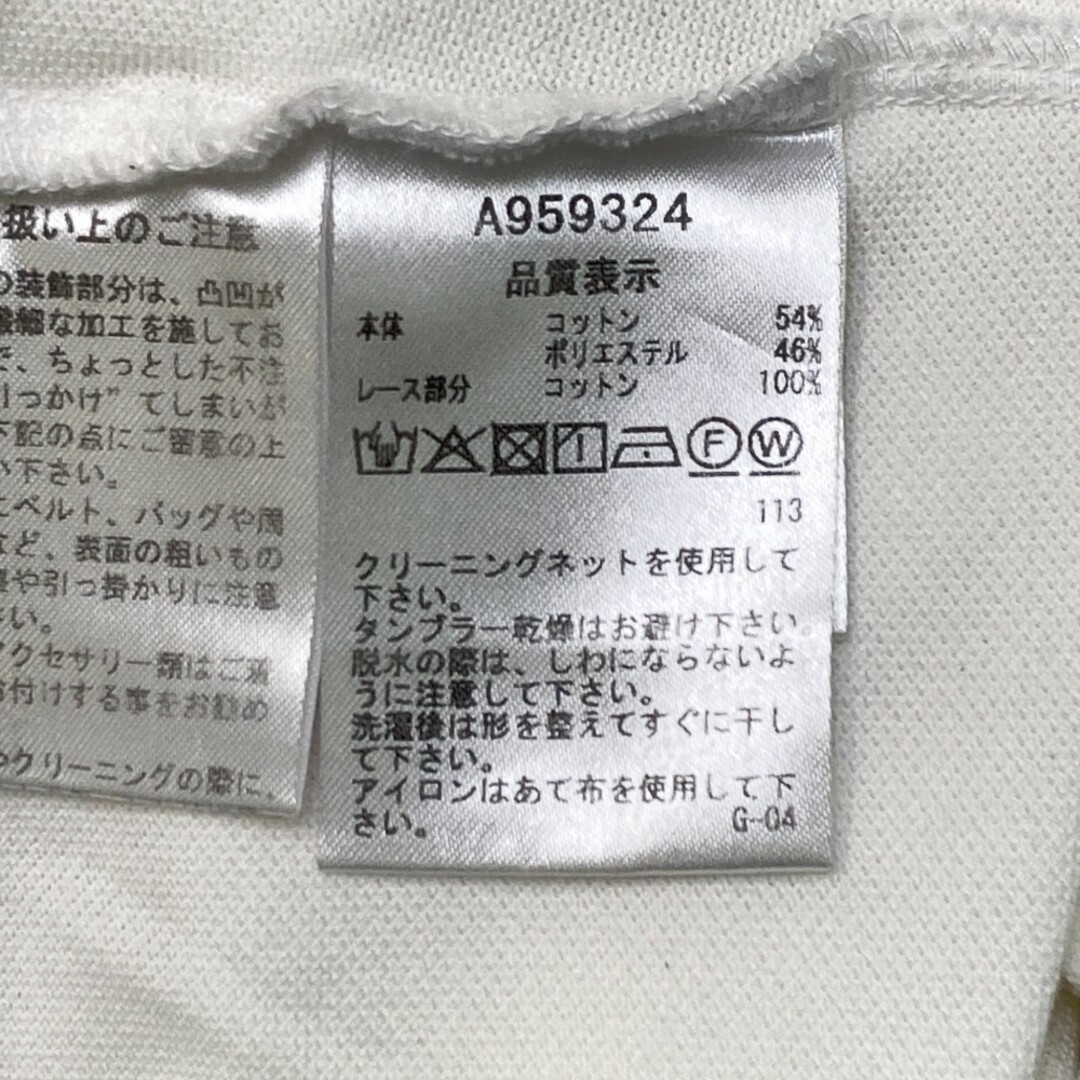 扱い上のご注意
の装飾部分は、凸凹が
繊細な加工を施してお
で、ちょっとした不注
引っかけ”てしまいが
下記の点にご留意の上
い下さい。
にベルト、バッグや周
など、表面の粗いもの
や引っ掛かりに注意
さい。
アクセサリー類はご着
付けする事をお勧め
やクリーニングの際に、
A959324
品質表示
本体 コットン 54%
ポリエステル 46%
レース部分 コットン 100%
F W
113
クリーニングネットを使用して
下さい。
タンブラー乾燥はお避け下さい。
脱水の際は、しわにならないよ
うに注意して下さい。
洗濯後は形を整えてすぐに干し
て下さい。
アイロンはあて布を使用して下
さい。 G-04